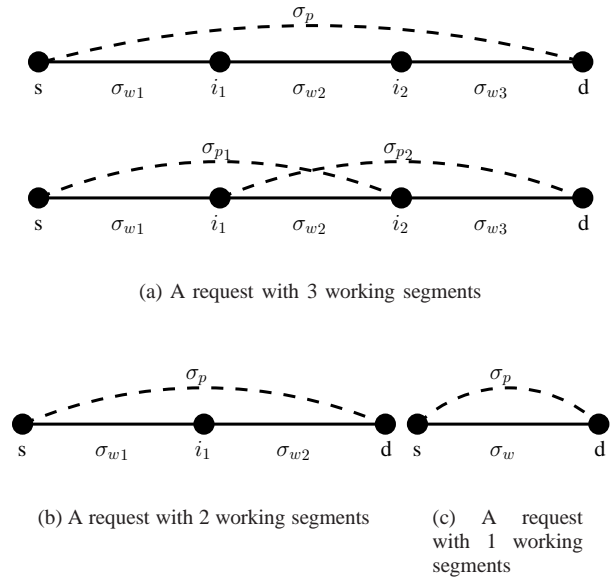 σp
s σw1 i1 σw2 i2 σw3 d
σp1 σp2
s σw1 i1 σw2 i2 σw3 d
(a) A request with 3 working segments
σp σp
s σw1 i1 σw2 d s σw d
(b) A request with 2 working segments
(c) A request
with 1 working
segments